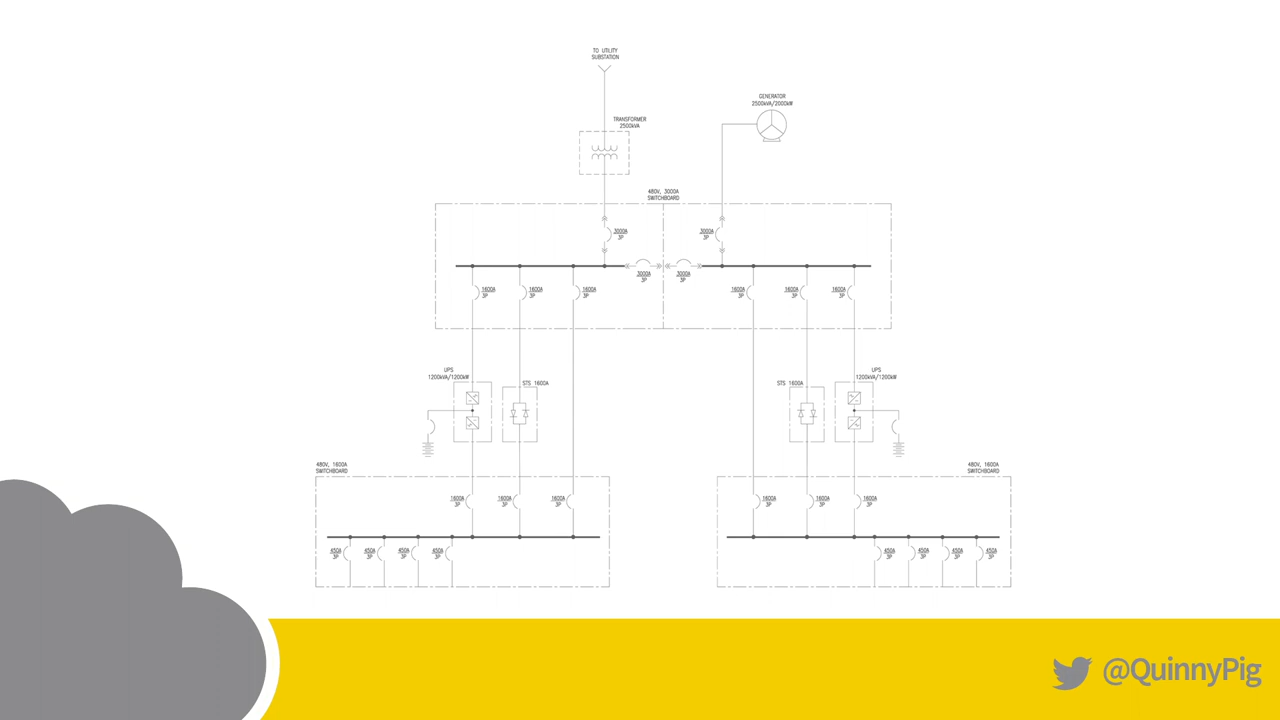 TO UTILITY
SUBSTATION
GENERATOR
2500kVA/2000kW
TRANSFORMER
2500kVA
480V, 3000A
SWITCHBOARD
3000A
3P
3000A
3P
3000A
3P
3000A
3P
1600A
3P
1600A
3P
1600A
3P
1600A
3P
1600A
3P
1600A
3P
UPS
1200kVA/1200kW
STS 1600A
STS 1600A
UPS
1200kVA/1200kW
480V, 1600A
SWITCHBOARD
480V, 1600A
SWITCHBOARD
1600A
3P
1600A
3P
1600A
3P
1600A
3P
1600A
3P
1600A
3P
450A
3P
450A
3P
450A
3P
450A
3P
450A
3P
450A
3P
450A
3P
450A
3P
@QuinnyPig